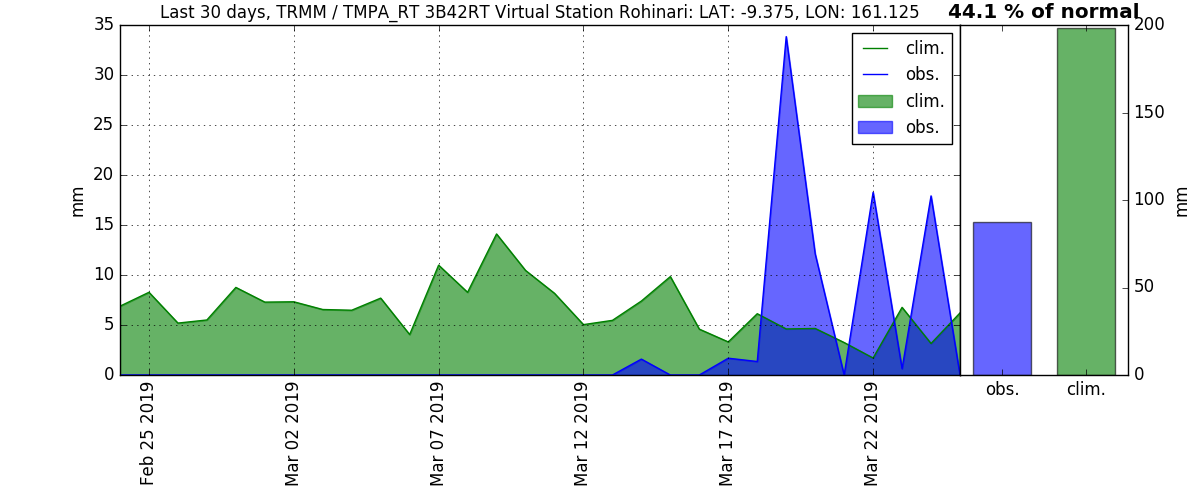 Last 30 days, TRMM / TMPA_RT 3B42RT Virtual Station Rohinari: LAT: -9.375, LON: 161.125
44.1 % of normal
35
30
25
20
15
10
5
0
mm
clim.
obs.
clim.
obs.
Feb 25 2019
Mar 02 2019
Mar 07 2019
Mar 12 2019
Mar 17 2019
Mar 22 2019
200
150
100
50
0
mm
obs.
clim.